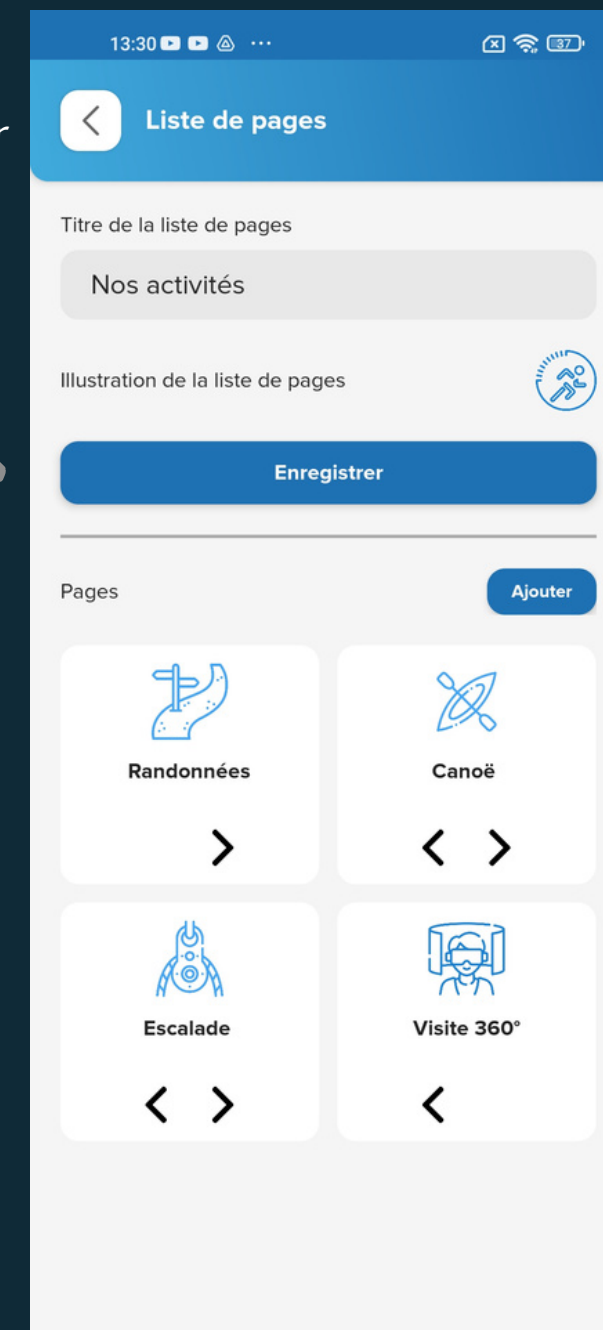 13:30
37
Liste de pages
Titre de la liste de pages
Nos activités
Illustration de la liste de pages
Enregistrer
Pages
Ajouter
Randonnées
Canoë
Escalade
Visite 360°